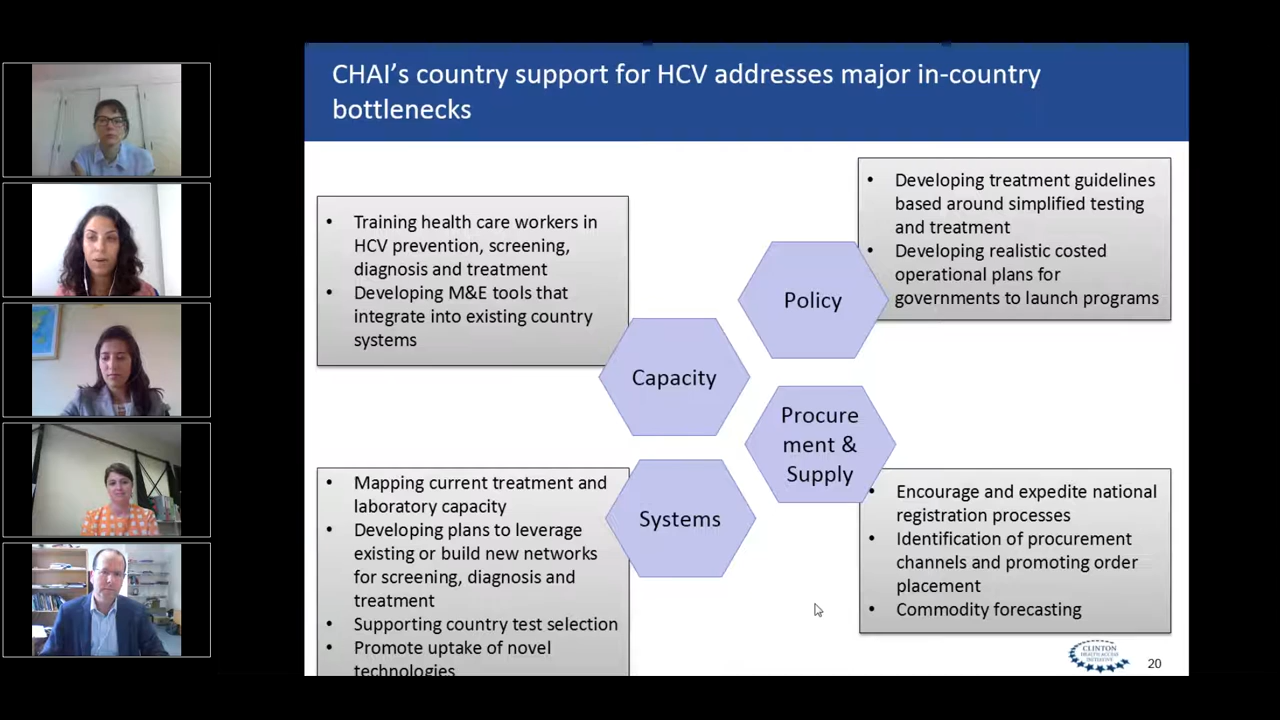 CHAI’s country support for HCV addresses major in-country
bottlenecks
• Training health care workers in
HCV prevention, screening,
diagnosis and treatment
• Developing M&E tools that
integrate into existing country
systems
Capacity
• Developing treatment guidelines
based around simplified testing
and treatment
• Developing realistic costed
operational plans for
governments to launch programs
Policy
• Mapping current treatment and
laboratory capacity
• Developing plans to leverage
existing or build new networks
for screening, diagnosis and
treatment
• Supporting country test selection
• Promote uptake of novel
technologies
Systems
Procure
ment &
Supply
• Encourage and expedite national
registration processes
• Identification of procurement
channels and promoting order
placement
• Commodity forecasting
CLINTON
HEALTH ACCESS
INITIATIVE
20